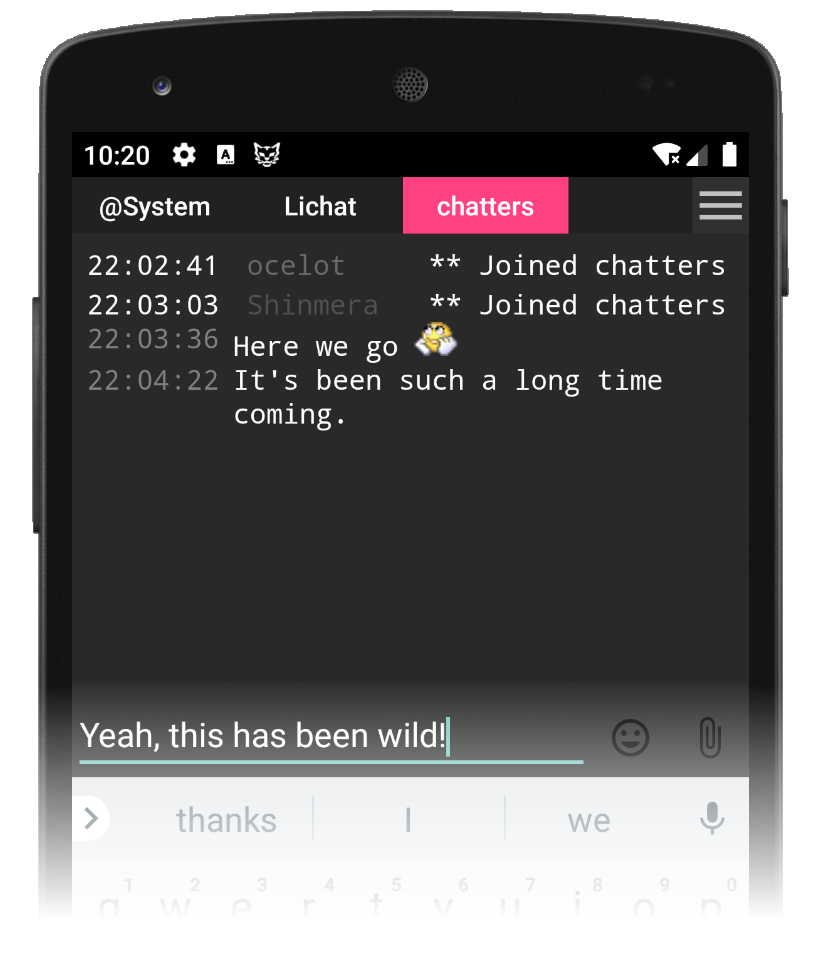 10:20 A
@System Lichat chatters
22:02:41 ocelot ** Joined chatters
22:03:03 Shinmera ** Joined chatters
22:03:36 Here we go
22:04:22 It's been such a long time
coming.
Yeah, this has been wild!
thanks I we
1 2 3 4 5 6 7 8 9 0
q w e r t y u i o p